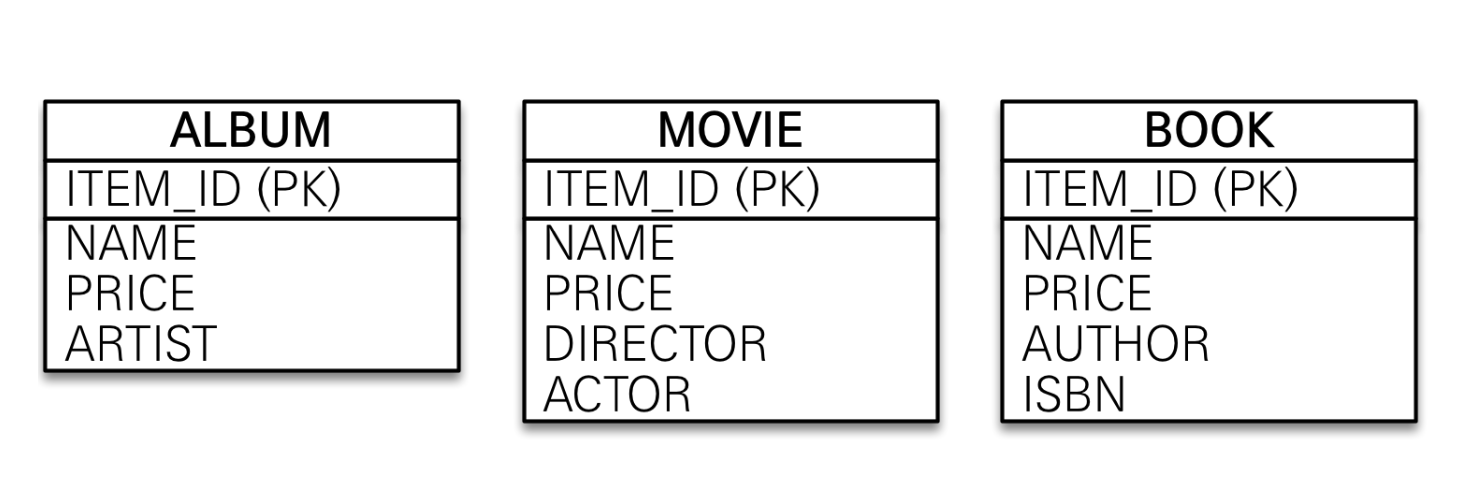 ALBUM
ITEM_ID (PK)
NAME
PRICE
ARTIST
MOVIE
ITEM_ID (PK)
NAME
PRICE
DIRECTOR
ACTOR
BOOK
ITEM_ID (PK)
NAME
PRICE
AUTHOR
ISBN